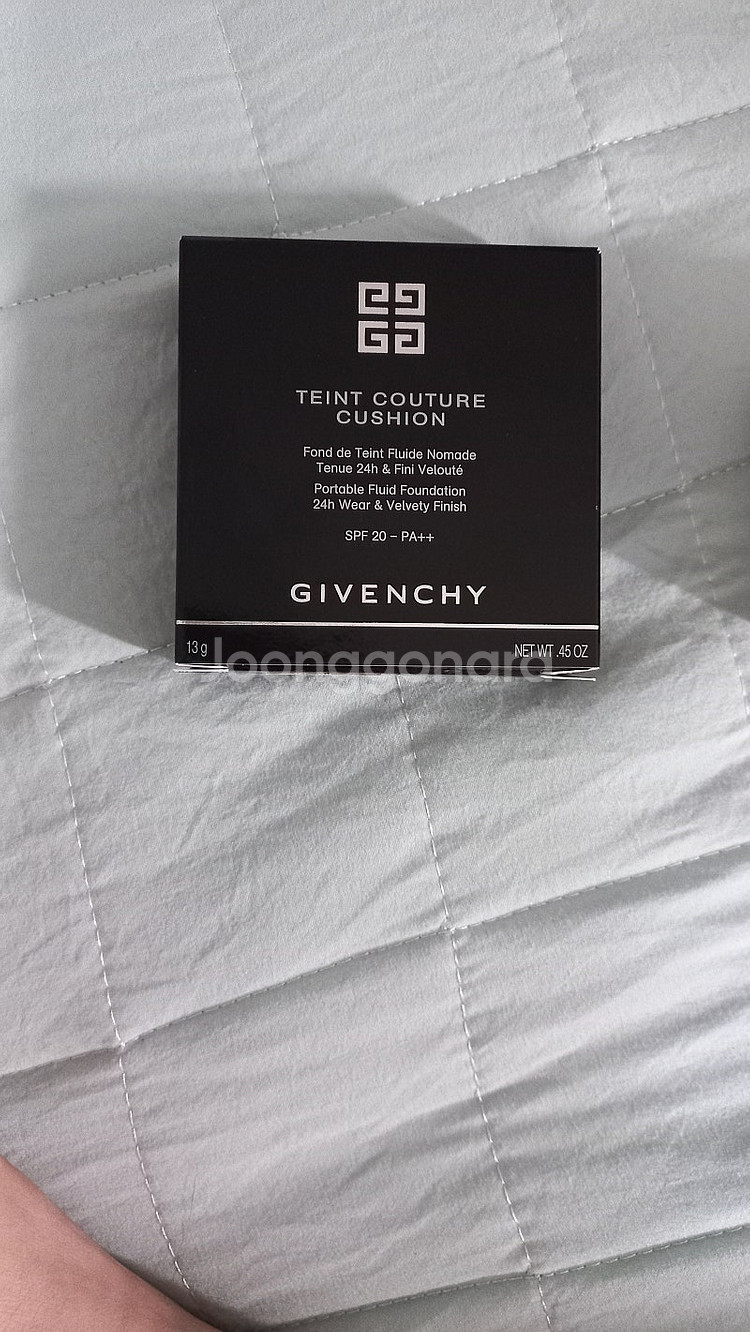 TEINT COUTURE
CUSHION
Fond de Teint Fluide Nomade
Tenue 24h & Fini Velouté
Portable Fluid Foundation
24h Wear & Velvety Finish
SPF 20 – PA++
GIVENCHY
13 g NET WT .45 OZ
joonggonara